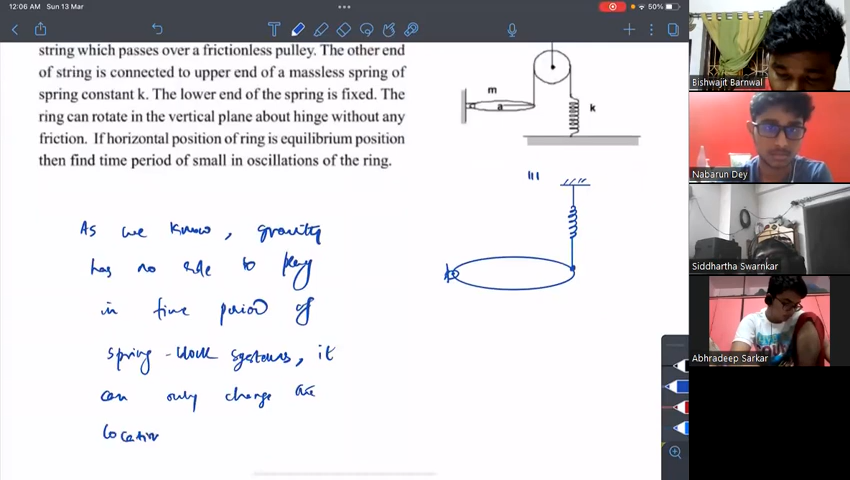 12:06 AM Sun 13 Mar
50%
string which passes over a frictionless pulley. The other end
of string is connected to upper end of a massless spring of
spring constant k. The lower end of the spring is fixed. The
ring can rotate in the vertical plane about hinge without any
friction. If horizontal position of ring is equilibrium position
then find time period of small in oscillations of the ring.
m
a
k
As we know, gravity
has no role to play
in time period of
spring-block systems, it
can only change the
location
Bishwajit Barnwal
Nabarun Dey
Siddhartha Swarnkar
Abhradeep Sarkar